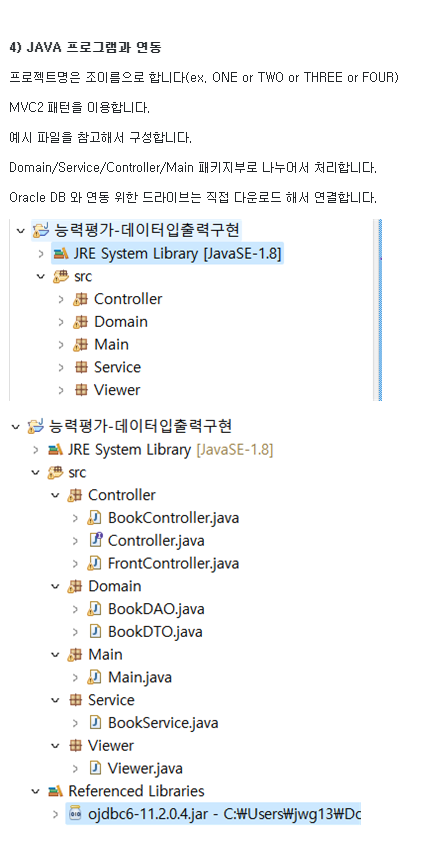 4) JAVA 프로그램과 연동
프로젝트명은 조이름으로 합니다(ex. ONE or TWO or THREE or FOUR)
MVC2 패턴을 이용합니다.
예시 파일을 참고해서 구성합니다.
Domain/Service/Controller/Main 패키지부로 나누어서 처리합니다.
Oracle DB 와 연동 위한 드라이브는 직접 다운로드 해서 연결합니다.
능력평가-데이터입출력구현
JRE System Library [JavaSE-1.8]
src
Controller
Domain
Main
Service
Viewer
능력평가-데이터입출력구현
JRE System Library [JavaSE-1.8]
src
Controller
BookController.java
Controller.java
FrontController.java
Domain
BookDAO.java
BookDTO.java
Main
Main.java
Service
BookService.java
Viewer
Viewer.java
Referenced Libraries
ojdbc6-11.2.0.4.jar - C:₩Users₩jwg13₩Dc